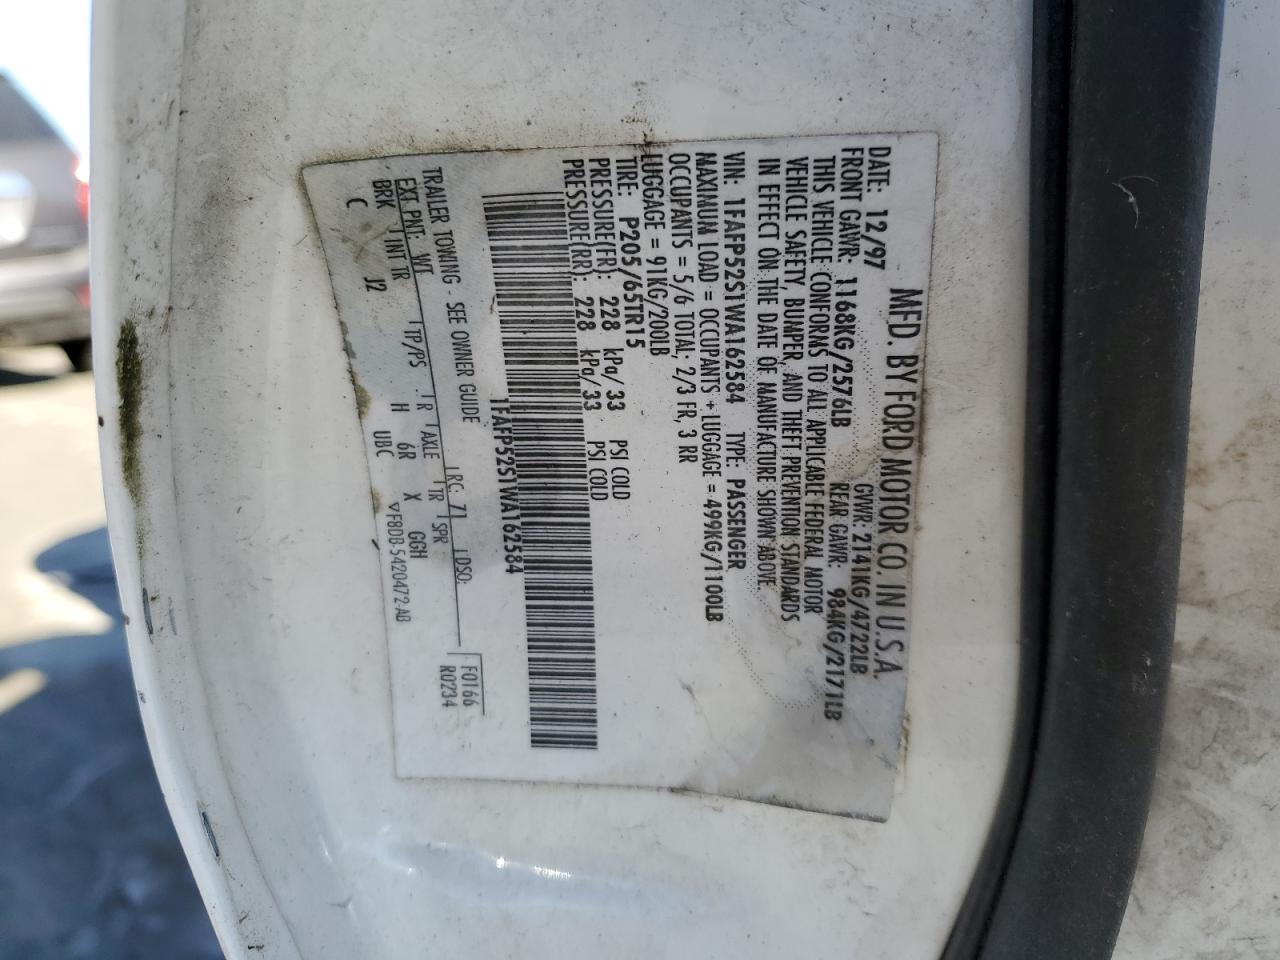 MFD. BY FORD MOTOR CO. IN U.S.A.
DATE: 12/97 GVWR: 2141KG/4722LB
FRONT GAWR: 1168KG/2576LB REAR GAWR: 984KG/2171LB
THIS VEHICLE CONFORMS TO ALL APPLICABLE FEDERAL MOTOR
VEHICLE SAFETY, BUMPER, AND THEFT PREVENTION STANDARDS
IN EFFECT ON THE DATE OF MANUFACTURE SHOWN ABOVE.
VIN: 1FAFP52S1WA162584 TYPE: PASSENGER
MAXIMUM LOAD = OCCUPANTS + LUGGAGE = 499KG/1100LB
OCCUPANTS = 5/6 TOTAL; 2/3 FR, 3 RR
LUGGAGE = 91KG/200LB
TIRE: P205/65TR15
PRESSURE(FR): 228 kPa/33 PSI COLD
PRESSURE(RR): 228 kPa/33 PSI COLD
1FAFP52S1WA162584
TRAILER TOWING - SEE OWNER GUIDE
F0166
R0234
EXT PNT: WT RC: 71 DSO:
BRK INT TR TP/PS R AXLE TR SPR
C J2 H 6R X GGH
UBC ▽F8DB-5420472-AB